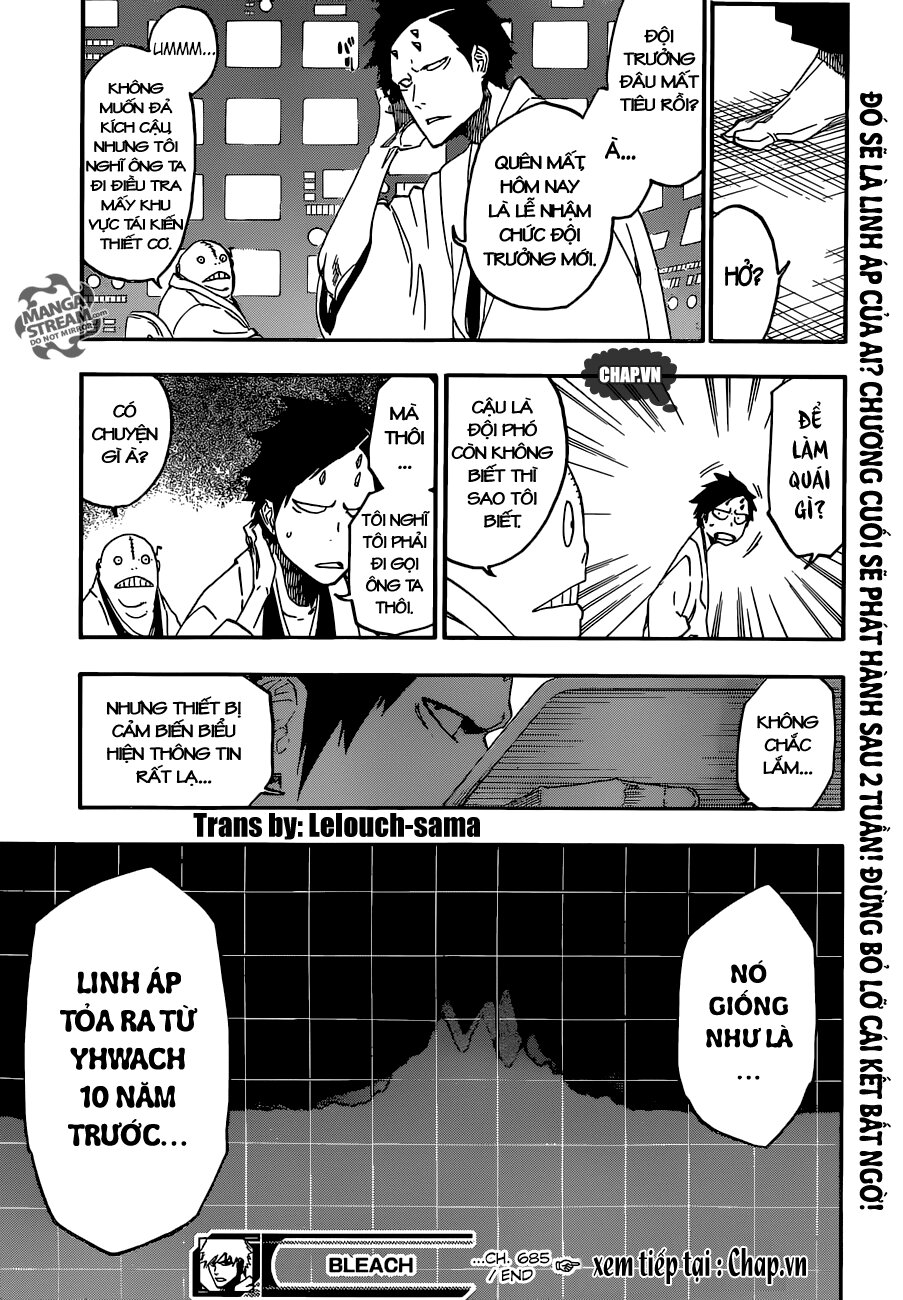 HỞ?
ĐỘI
TRƯỞNG
ĐÂU MẤT
TIÊU RỒI?
À...
QUÊN MẤT,
HÔM NAY
LÀ LỄ NHẬM
CHỨC ĐỘI
TRƯỞNG MỚI.
UMMM...
KHÔNG
MUỐN ĐẢ
KÍCH CẬU,
NHƯNG TÔI
NGHĨ ÔNG TA
ĐI ĐIỀU TRA
MẤY KHU
VỰC TÁI KIẾN
THIẾT CƠ.
MANGA
STREAM.com
DO NOT MIRROR
CHAP.VN
ĐỂ
LÀM
QUÁI
GÌ?
CẬU LÀ
ĐỘI PHÓ
CÒN KHÔNG
BIẾT THÌ
SAO TÔI
BIẾT.
MÀ
THÔI
...
TÔI NGHĨ
TÔI PHẢI
ĐI GỌI
ÔNG TA
THÔI.
CÓ
CHUYỆN
GÌ À?
KHÔNG
CHẮC
LẮM...
NHƯNG THIẾT BỊ
CẢM BIẾN BIỂU
HIỆN THÔNG TIN
RẤT LẠ...
Trans by: Lelouch-sama
NÓ
GIỐNG
NHƯ LÀ
...
LINH ÁP
TỎA RA TỪ
YHWACH
10 NĂM
TRƯỚC...
ĐÓ SẼ LÀ LINH ÁP CỦA AI? CHƯƠNG CUỐI SẼ PHÁT HÀNH SAU 2 TUẦN! ĐỪNG BỎ LỠ CÁI KẾT BẤT NGỜ!
BLEACH
...CH. 685
/ END
xem tiếp tại : Chap.vn